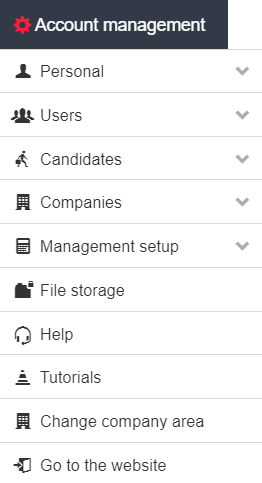 Account management
Personal
Users
Candidates
Companies
Management setup
File storage
Help
Tutorials
Change company area
Go to the website